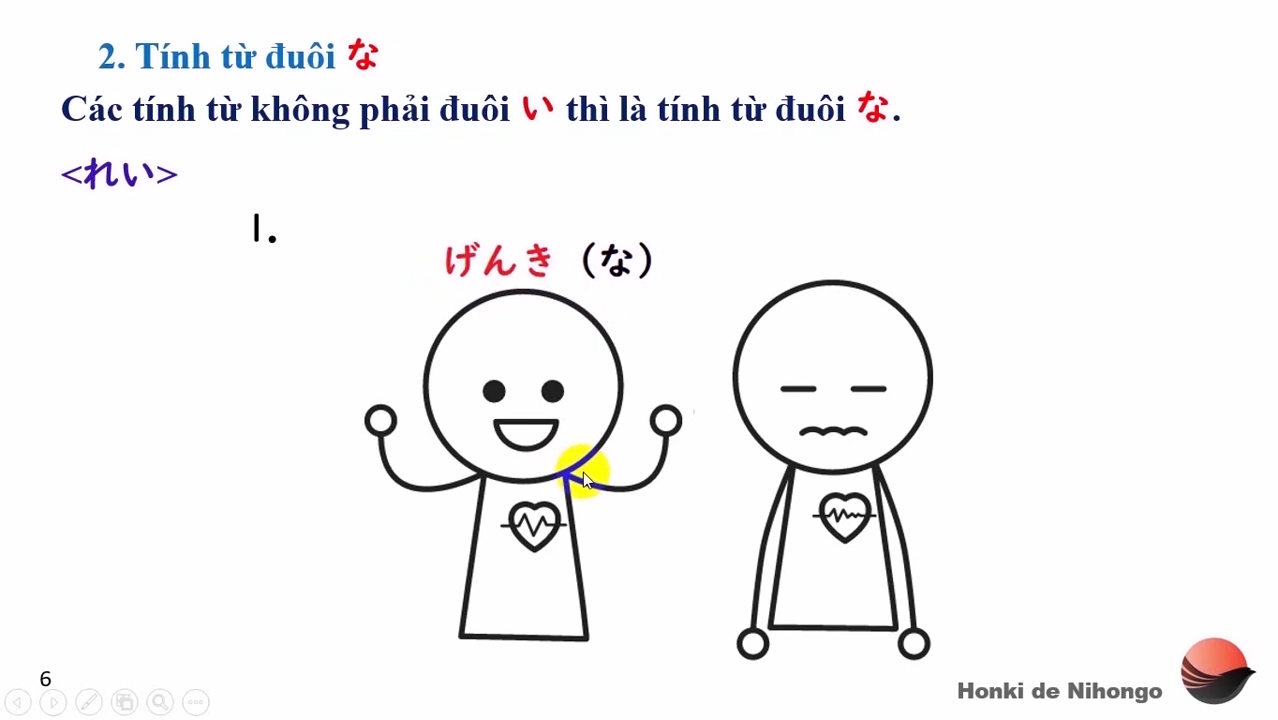 2. Tính từ đuôi な
Các tính từ không phải đuôi い thì là tính từ đuôi な.
<れい>
1.
げんき（な）
6
Honki de Nihongo